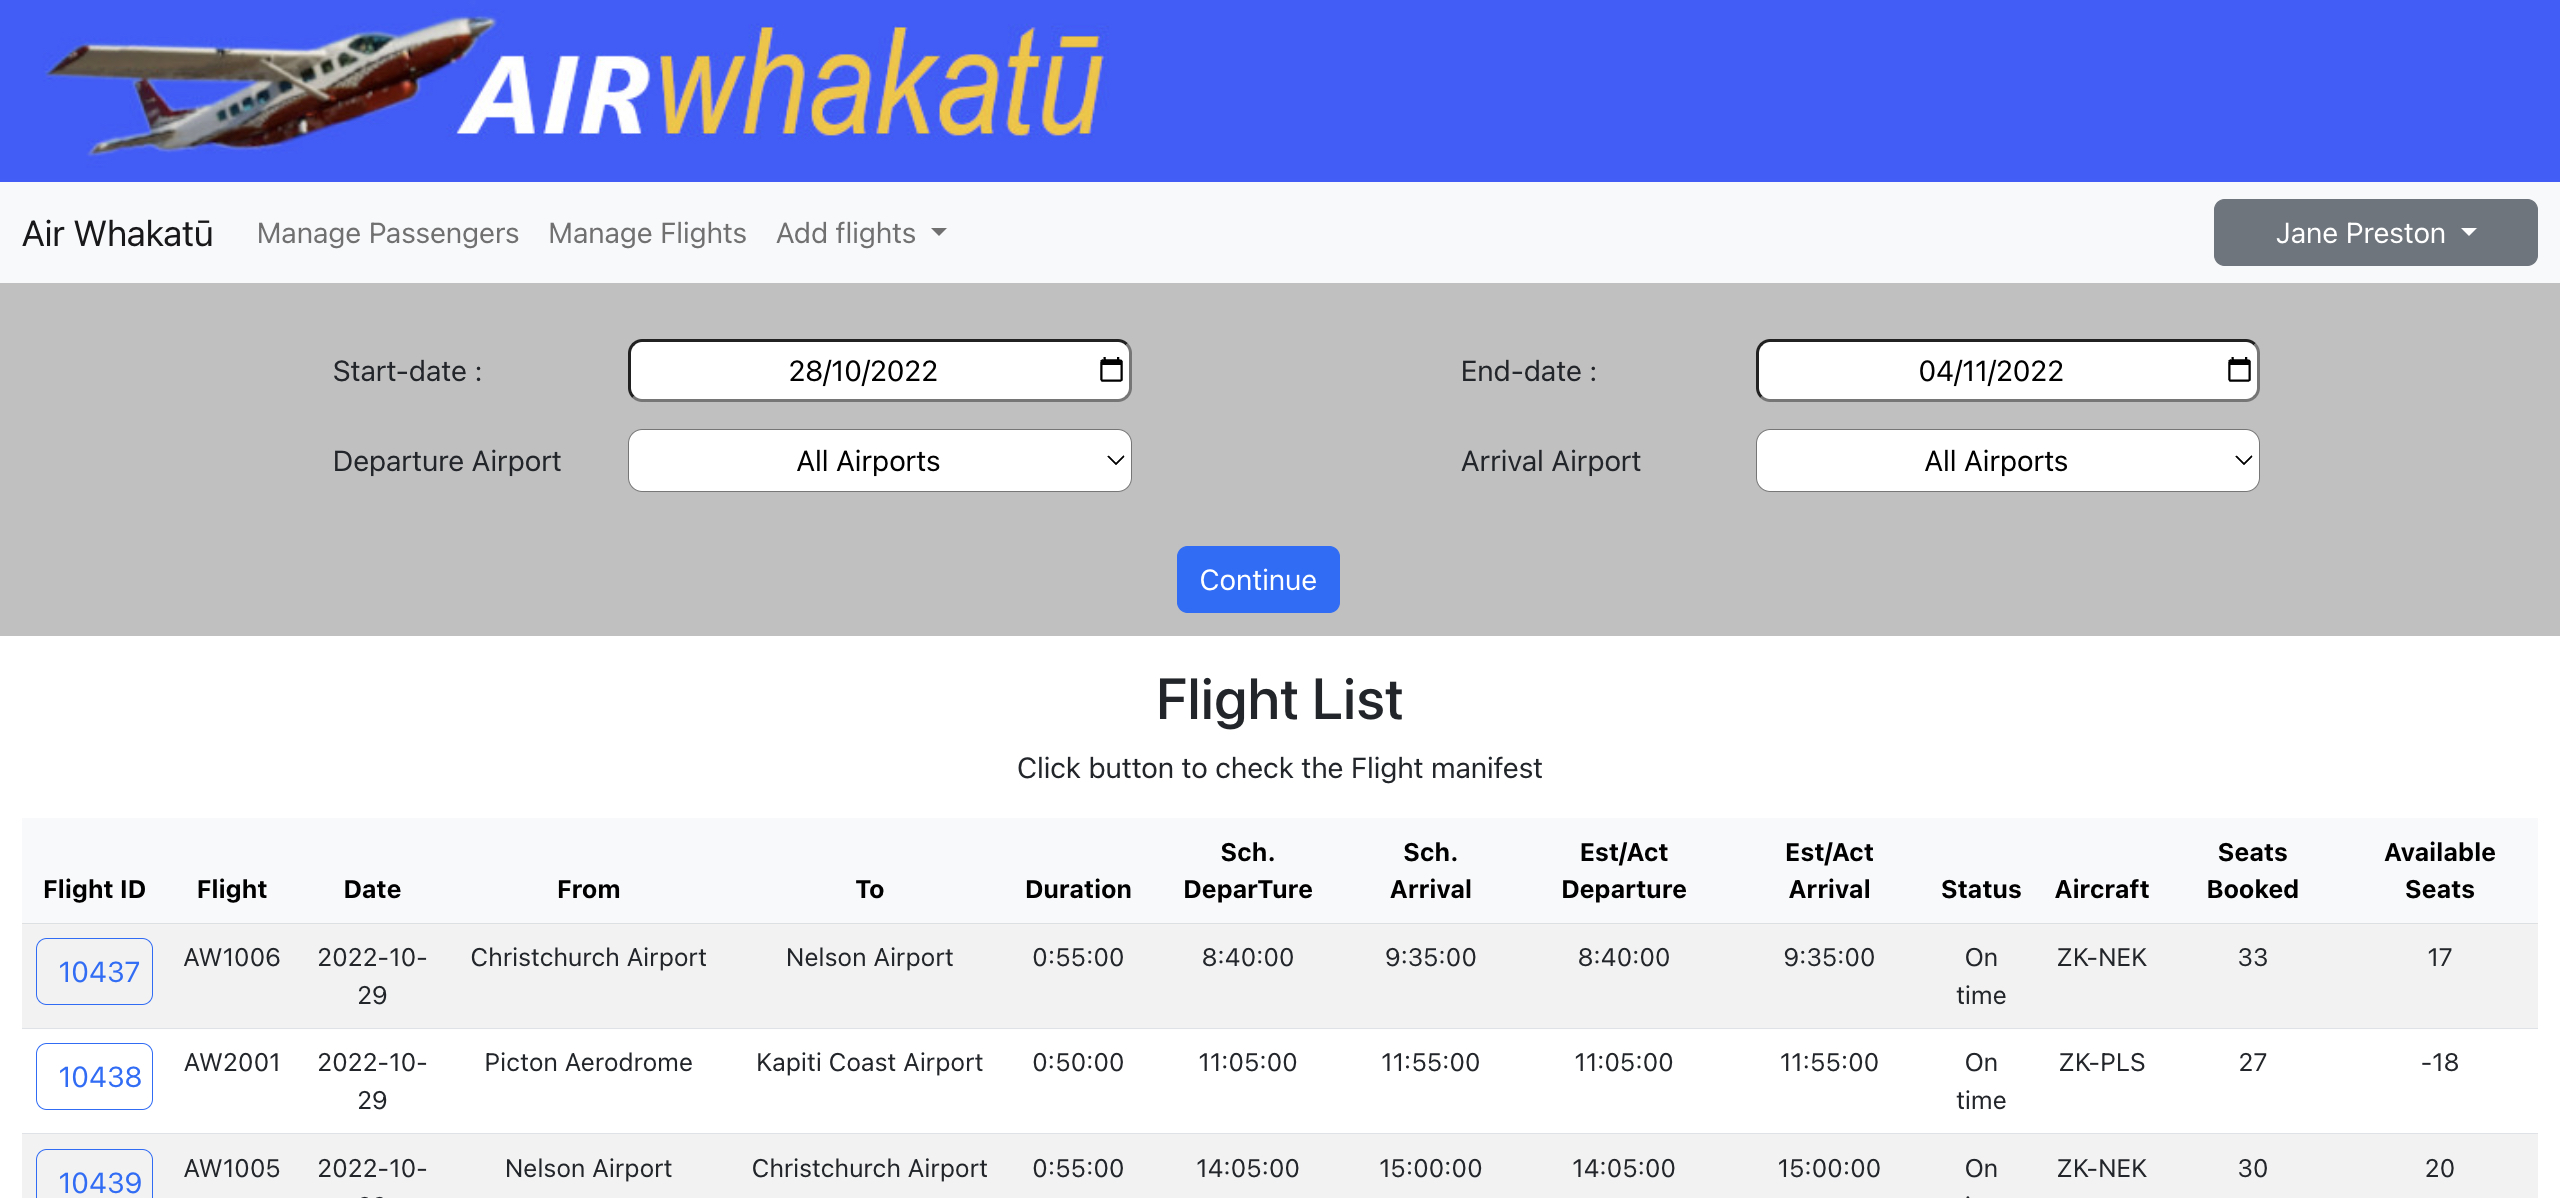 AIRwhakatū
Air Whakatū Manage Passengers Manage Flights Add flights Jane Preston
Start-date : 28/10/2022 End-date : 04/11/2022
Departure Airport All Airports Arrival Airport All Airports
Continue
Flight List
Click button to check the Flight manifest
Sch. Sch. Est/Act Est/Act Seats Available
Flight ID Flight Date From To Duration DeparTure Arrival Departure Arrival Status Aircraft Booked Seats
10437 AW1006 2022-10- Christchurch Airport Nelson Airport 0:55:00 8:40:00 9:35:00 8:40:00 9:35:00 On ZK-NEK 33 17
29 time
10438 AW2001 2022-10- Picton Aerodrome Kapiti Coast Airport 0:50:00 11:05:00 11:55:00 11:05:00 11:55:00 On ZK-PLS 27 -18
29 time
10439 AW1005 2022-10- Nelson Airport Christchurch Airport 0:55:00 14:05:00 15:00:00 14:05:00 15:00:00 On ZK-NEK 30 20